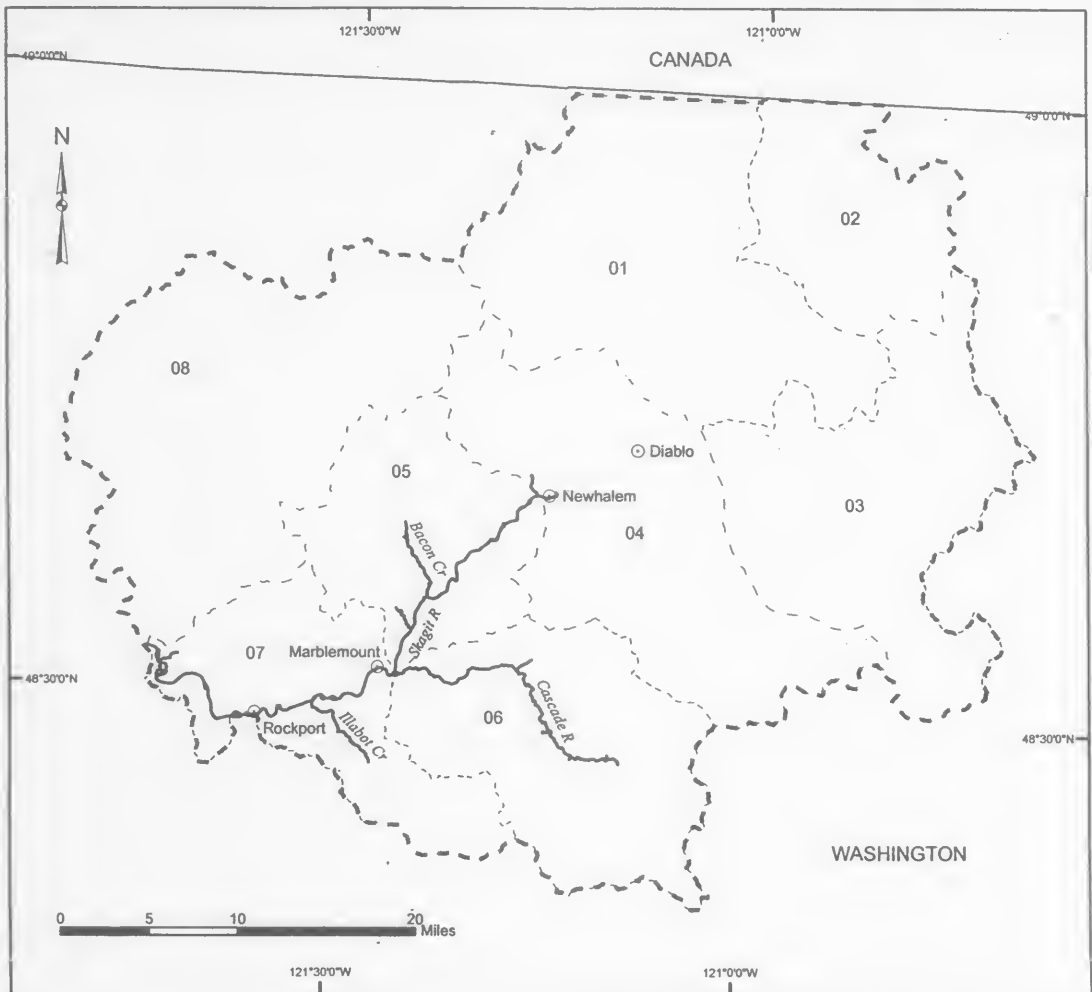 121°30'0"W
121°0'0"W
49°0'0"N
CANADA
49°0'0"N
N
02
01
08
Diablo
05
Newhalem
03
04
Bacon Cr
Skagit R
07
Marblemount
48°30'0"N
Cascade R
06
Rockport
Illabot Cr
48°30'0"N
WASHINGTON
0 5 10 20
Miles
121°30'0"W
121°0'0"W